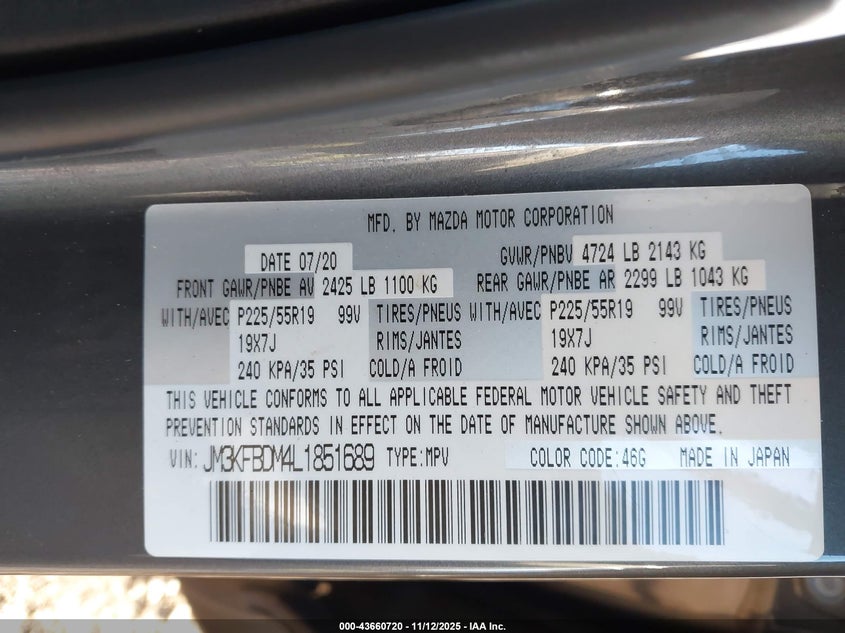 MFD. BY MAZDA MOTOR CORPORATION
DATE 07/20 GVWR/PNBV 4724 LB 2143 KG
FRONT GAWR/PNBE AV 2425 LB 1100 KG REAR GAWR/PNBE AR 2299 LB 1043 KG
WITH/AVEC P225/55R19 99V TIRES/PNEUS WITH/AVEC P225/55R19 99V TIRES/PNEUS
19X7J RIMS/JANTES 19X7J RIMS/JANTES
240 KPA/35 PSI COLD/A FROID 240 KPA/35 PSI COLD/A FROID
THIS VEHICLE CONFORMS TO ALL APPLICABLE FEDERAL MOTOR VEHICLE SAFETY AND THEFT
PREVENTION STANDARDS IN EFFECT ON THE DATE OF MANUFACTURE SHOWN ABOVE.
VIN: JM3KFBDM4L1851689 TYPE:MPV COLOR CODE:46G MADE IN JAPAN
000-43660720 - 11/12/2025 - IAA Inc.